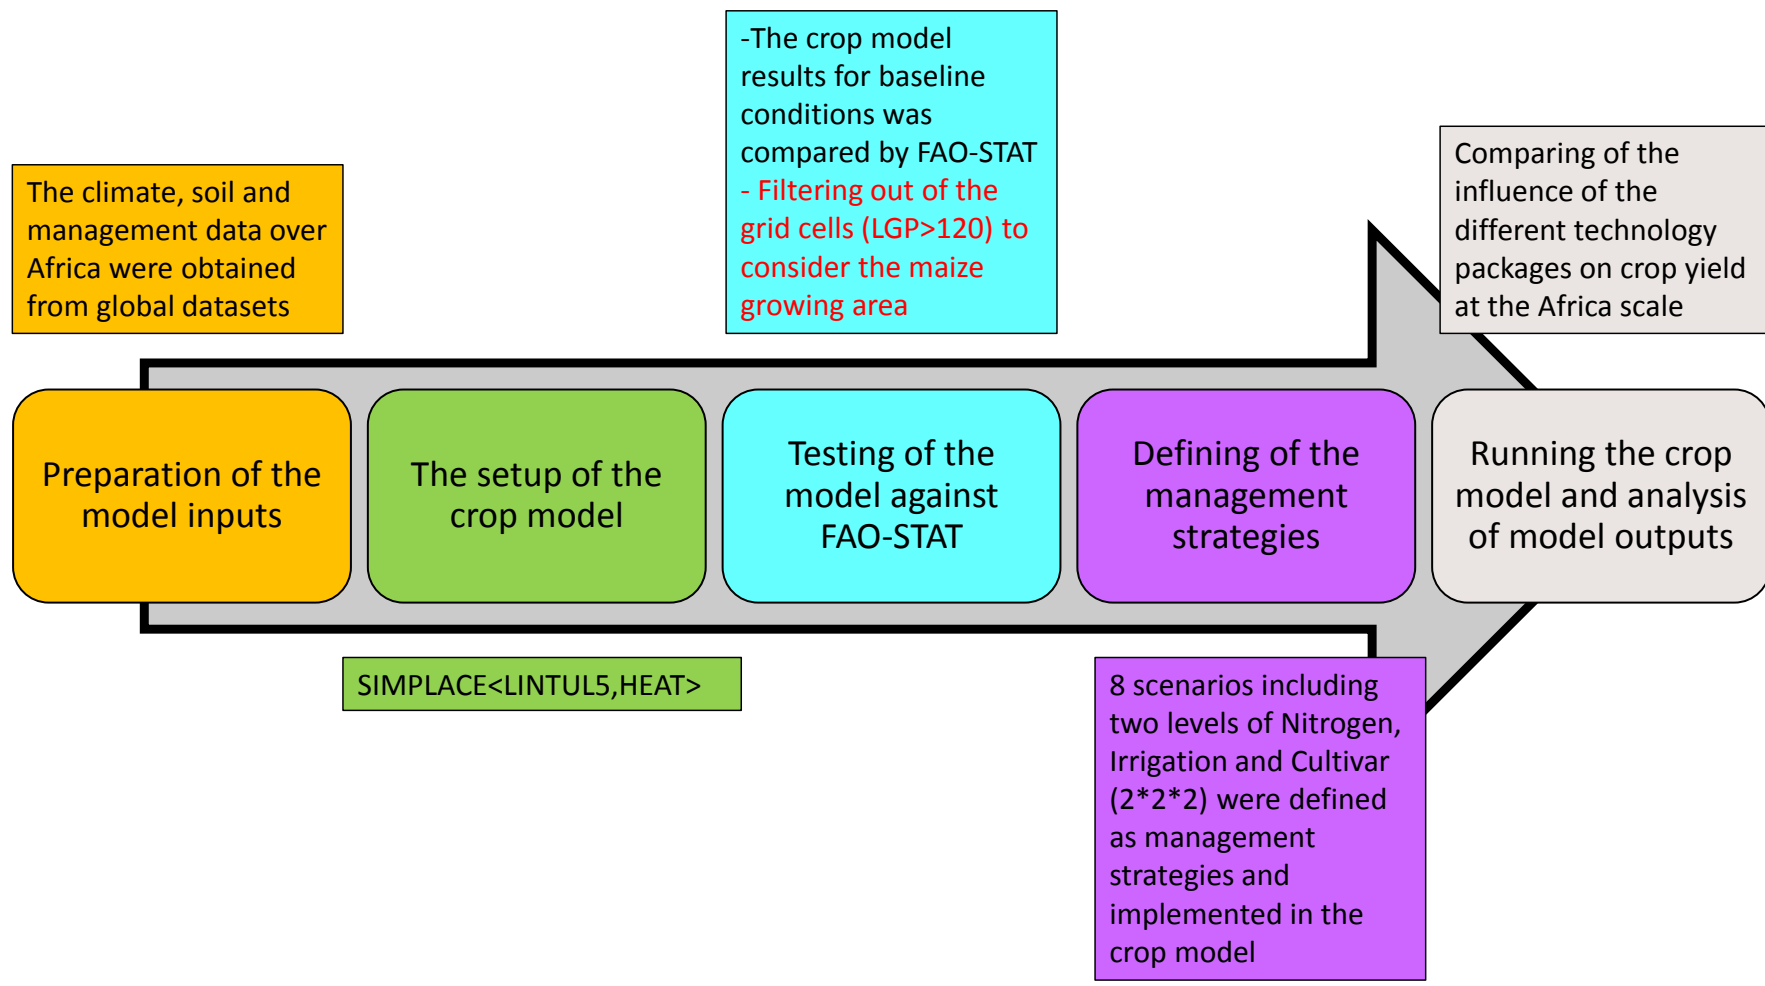 -The crop model
results for baseline
conditions was
compared by FAO-STAT
- Filtering out of the
grid cells (LGP>120) to
consider the maize
growing area
The climate, soil and
management data over
Africa were obtained
from global datasets
Comparing of the
influence of the
different technology
packages on crop yield
at the Africa scale
Preparation of the
model inputs
The setup of the
crop model
Testing of the
model against
FAO-STAT
Defining of the
management
strategies
Running the crop
model and analysis
of model outputs
SIMPLACE<LINTUL5,HEAT>
8 scenarios including
two levels of Nitrogen,
Irrigation and Cultivar
(2*2*2) were defined
as management
strategies and
implemented in the
crop model